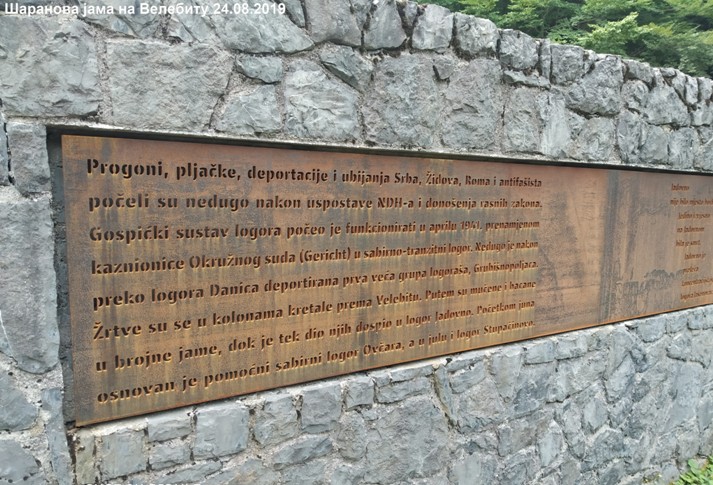 Шаранова јама на Велебиту 24.08.2019
Progoni, pljačke, deportacije i ubijanja Srba, Židova, Roma i antifašista
počeli su nedugo nakon uspostave NDH-a i donošenja rasnih zakona.
Gospićki sustav logora počeo je funkcionirati u aprilu 1941. prenamjenom
kaznionice Okružnog suda (Gericht) u sabirno-tranzitni logor. Nedugo je nakon
preko logora Danica deportirana prva veća grupa logoraša, Grubišnopoljaca.
Žrtve su se u kolonama kretale prema Velebitu. Putem su mučene i bacane
u brojne jame, dok je tek dio njih dospio u logor Jadovno. Početkom juna
osnovan je pomoćni sabirni logor Ovčara, a u julu i logor Stupačinovo.